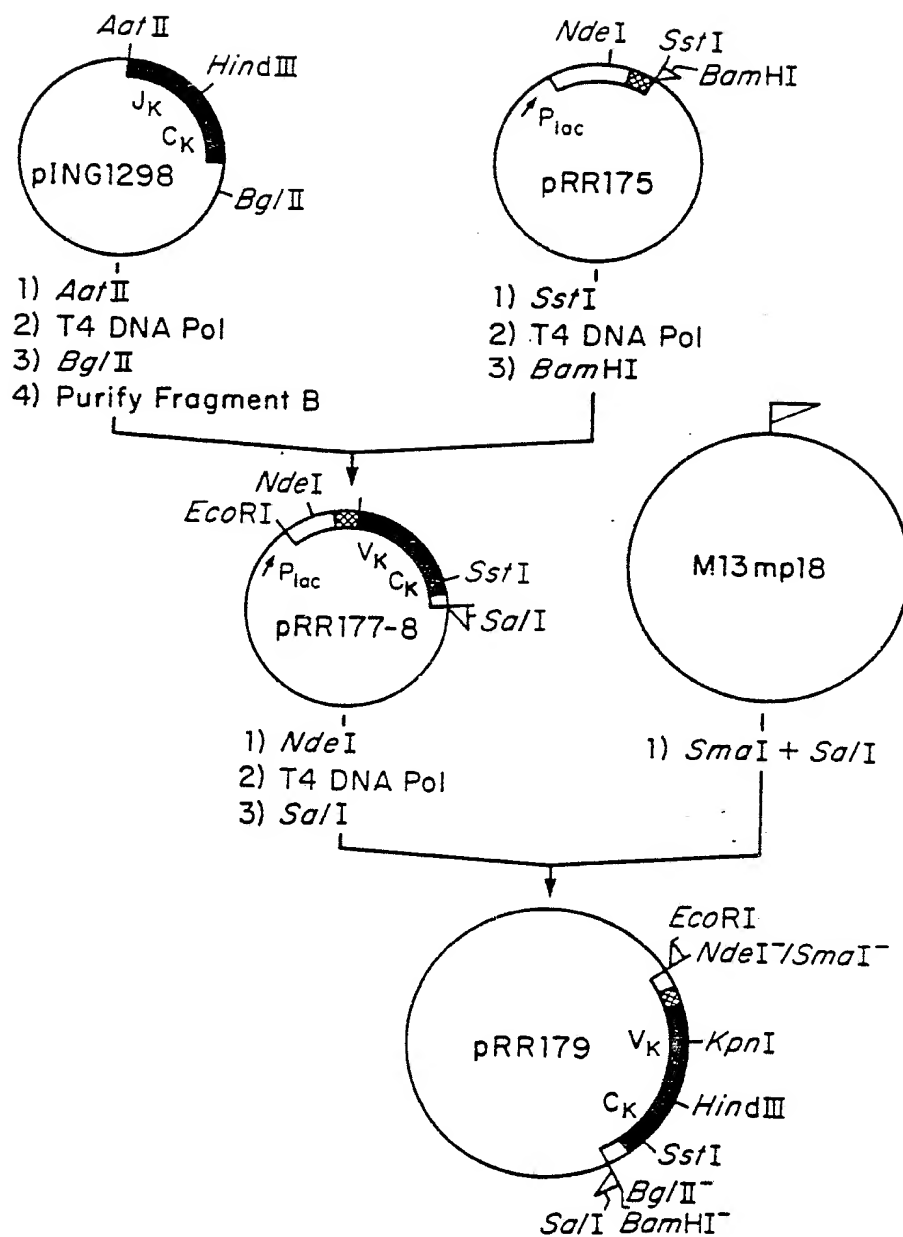 AatII
HindIII
JK
CK
pING1298
BglII
1) AatII
2) T4 DNA Pol
3) BglII
4) Purify Fragment B
NdeI
SstI
BamHI
Plac
pRR175
1) SstI
2) T4 DNA Pol
3) BamHI
NdeI
EcoRI
Plac
VK
CK
SstI
SalI
pRR177-8
1) NdeI
2) T4 DNA Pol
3) SalI
M13mp18
1) SmaI + SalI
EcoRI
NdeI⁻/SmaI⁻
pRR179
VK
KpnI
CK
HindIII
SstI
BglII⁻
SalI BamHI⁻